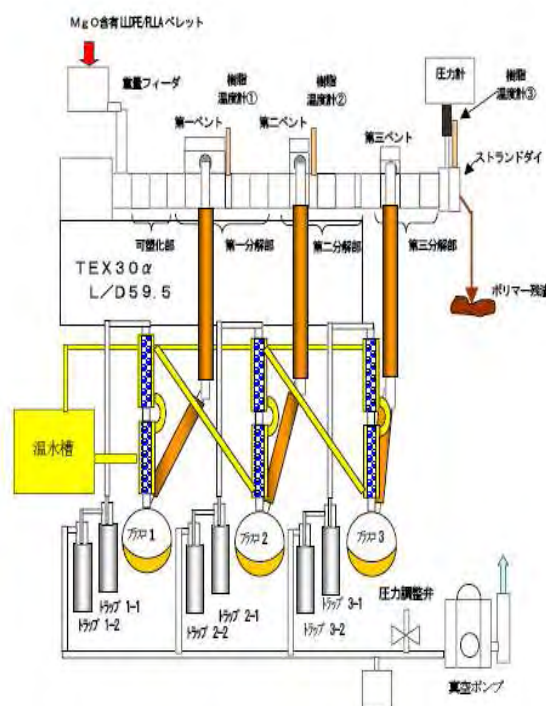 MgO含有LLDPE/PLLAペレット
重量フィーダ
樹脂
温度計①
樹脂
温度計②
圧力計
樹脂
温度計③
第一ベント
第二ベント
第三ベント
ストランドダイ
可塑化部
第一分解部
第二分解部
第三分解部
TEX30α
L/D59.5
ポリマー残渣
温水槽
フラスコ1
フラスコ2
フラスコ3
トラップ 1-1
トラップ 1-2
トラップ 2-1
トラップ 2-2
トラップ 3-1
トラップ 3-2
圧力調整弁
真空ポンプ